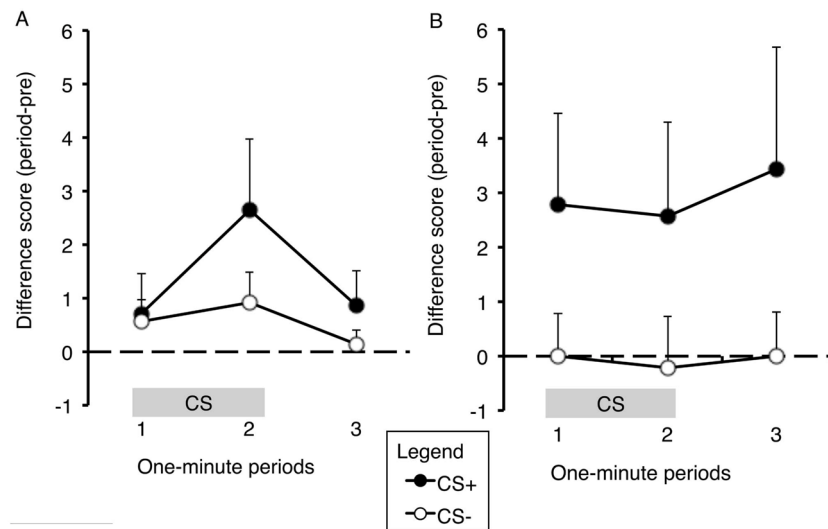 A
Difference score (period-pre)
6
5
4
3
2
1
0
-1
CS
1 2 3
One-minute periods
B
Difference score (period-pre)
6
5
4
3
2
1
0
-1
CS
1 2 3
One-minute periods
Legend
CS+
CS-